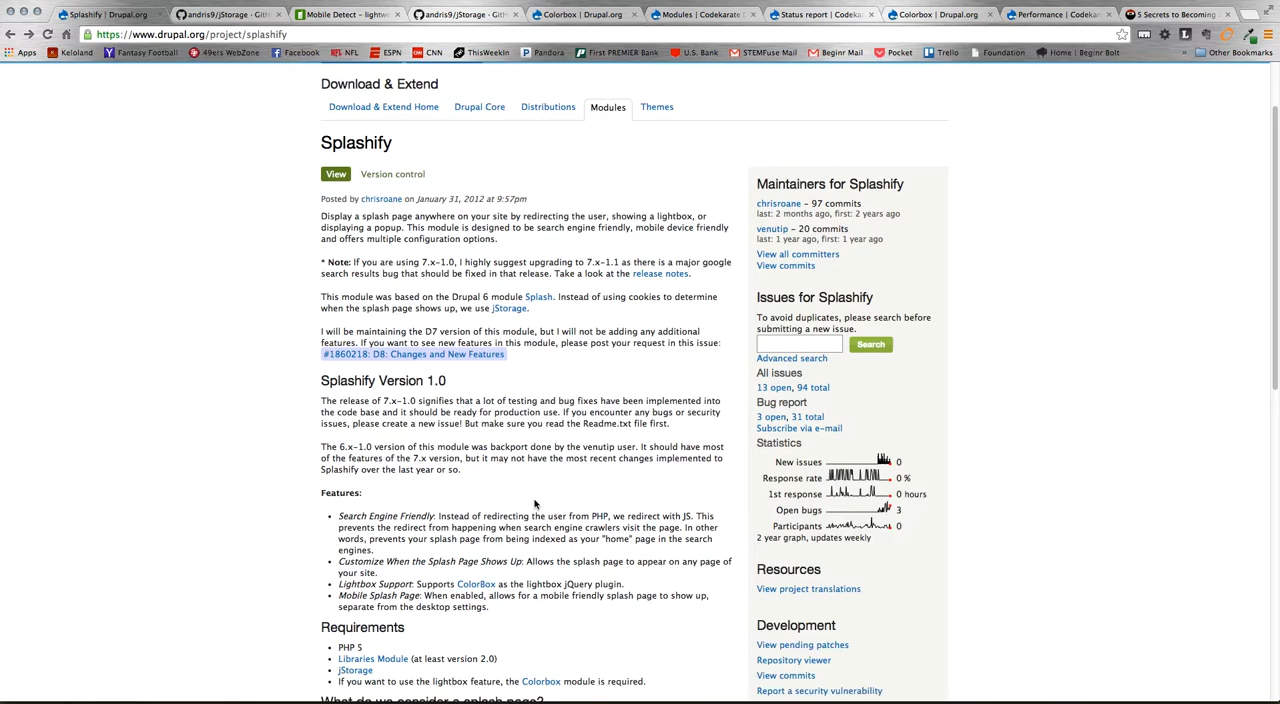 Splashify | Drupal.org
andris9/jStorage · GitH
Mobile Detect - lightwe
andris9/jStorage · GitH
Colorbox | Drupal.org
Modules | Codekarate D
Status report | Codekar
Colorbox | Drupal.org
Performance | Codekar
5 Secrets to Becoming
https://www.drupal.org/project/splashify
Apps
Keloland
Fantasy Football
49ers WebZone
Facebook
NFL
ESPN
CNN
ThisWeekIn
Pandora
First PREMIER Bank
U.S. Bank
STEMFuse Mail
Beginr Mail
Pocket
Trello
Foundation
Home | Beginr Bolt
»
Other Bookmarks
Download & Extend
Download & Extend Home
Drupal Core
Distributions
Modules
Themes
Splashify
View
Version control
Posted by chrisroane on January 31, 2012 at 9:57pm
Display a splash page anywhere on your site by redirecting the user, showing a lightbox, or
displaying a popup. This module is designed to be search engine friendly, mobile device friendly
and offers multiple configuration options.
* Note: If you are using 7.x-1.0, I highly suggest upgrading to 7.x-1.1 as there is a major google
search results bug that should be fixed in that release. Take a look at the release notes.
This module was based on the Drupal 6 module Splash. Instead of using cookies to determine
when the splash page shows up, we use jStorage.
I will be maintaining the D7 version of this module, but I will not be adding any additional
features. If you want to see new features in this module, please post your request in this issue:
#1860218: D8: Changes and New Features
Splashify Version 1.0
The release of 7.x-1.0 signifies that a lot of testing and bug fixes have been implemented into
the code base and it should be ready for production use. If you encounter any bugs or security
issues, please create a new issue! But make sure you read the Readme.txt file first.
The 6.x-1.0 version of this module was backport done by the venutip user. It should have most
of the features of the 7.x version, but it may not have the most recent changes implemented to
Splashify over the last year or so.
Features:
• Search Engine Friendly: Instead of redirecting the user from PHP, we redirect with JS. This
prevents the redirect from happening when search engine crawlers visit the page. In other
words, prevents your splash page from being indexed as your "home" page in the search
engines.
• Customize When the Splash Page Shows Up: Allows the splash page to appear on any page of
your site.
• Lightbox Support: Supports ColorBox as the lightbox jQuery plugin.
• Mobile Splash Page: When enabled, allows for a mobile friendly splash page to show up,
separate from the desktop settings.
Requirements
• PHP 5
• Libraries Module (at least version 2.0)
• jStorage
• If you want to use the lightbox feature, the Colorbox module is required.
What do we consider a splash page?
Maintainers for Splashify
chrisroane – 97 commits
last: 2 months ago, first: 2 years ago
venutip – 20 commits
last: 1 year ago, first: 1 year ago
View all committers
View commits
Issues for Splashify
To avoid duplicates, please search before
submitting a new issue.
Search
Advanced search
All issues
13 open, 94 total
Bug report
3 open, 31 total
Subscribe via e-mail
Statistics
New issues 0
Response rate 0 %
1st response 0 hours
Open bugs 3
Participants 0
2 year graph, updates weekly
Resources
View project translations
Development
View pending patches
Repository viewer
View commits
Report a security vulnerability